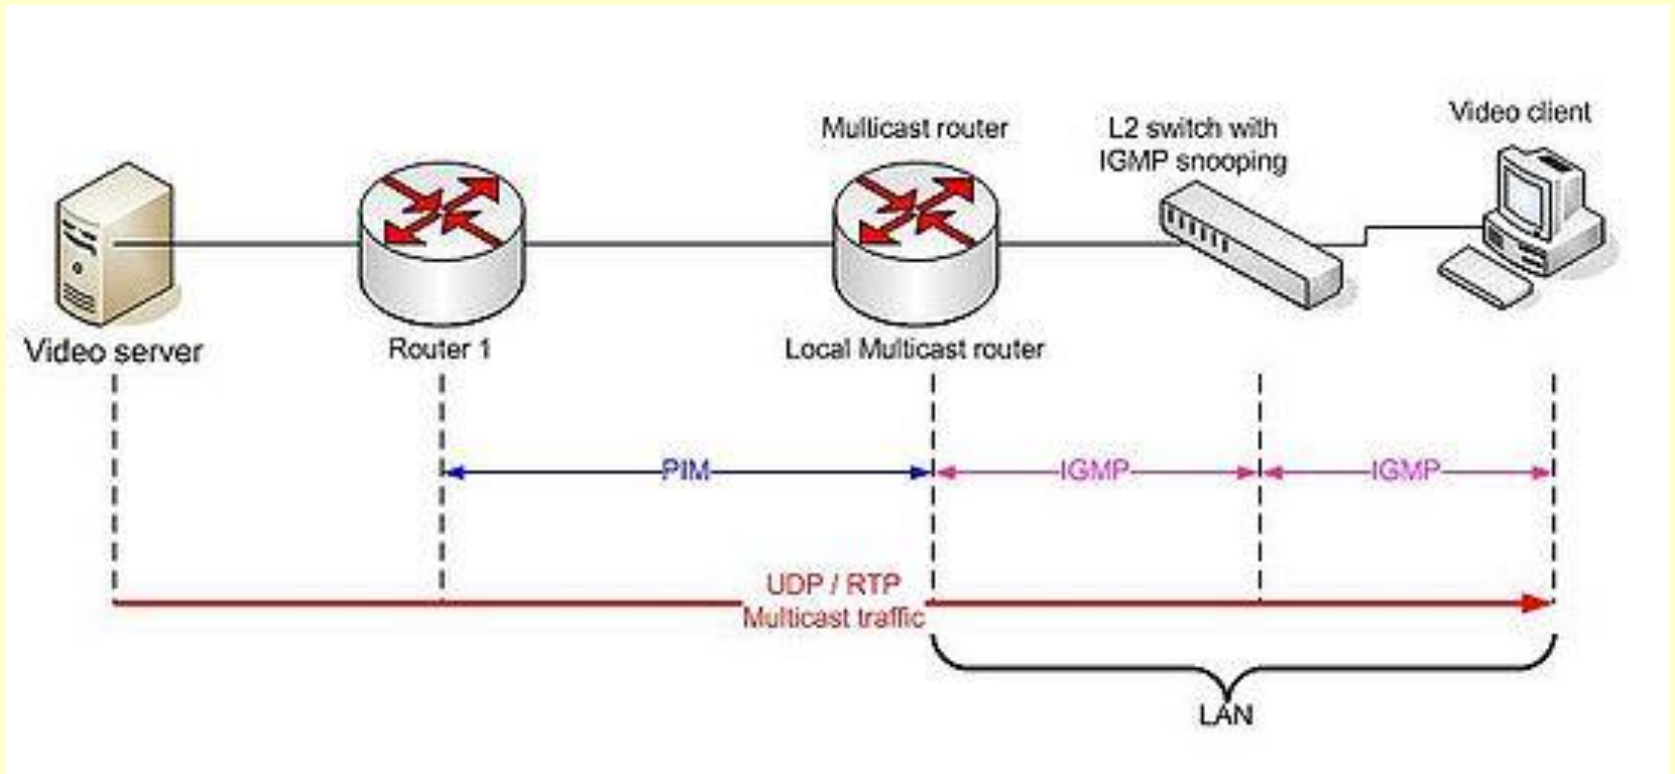 Multicast router
L2 switch with
IGMP snooping
Video client
Video server
Router 1
Local Multicast router
PIM
IGMP
IGMP
UDP / RTP
Multicast traffic
LAN